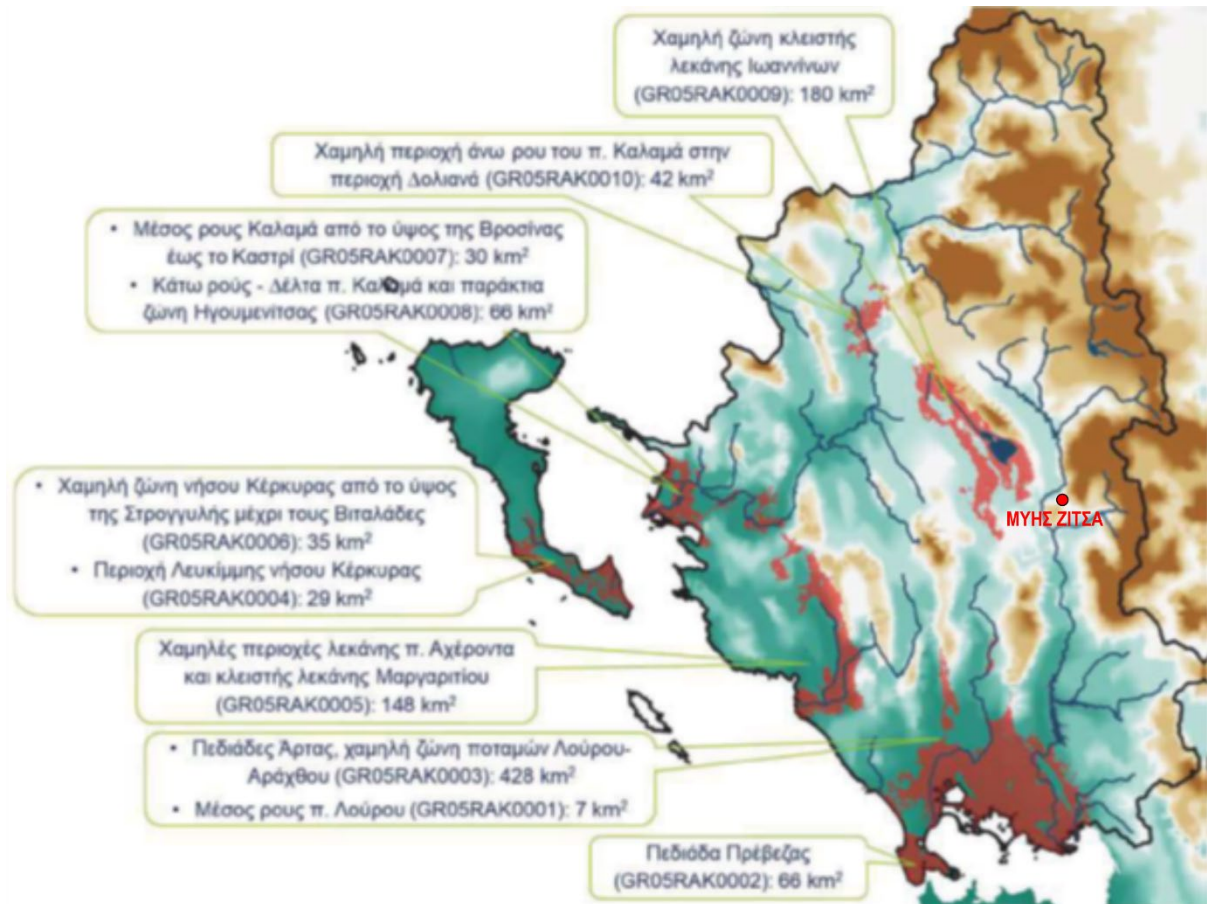 Χαμηλή ζώνη κλειστής
λεκάνης Ιωαννίνων
(GR05RAK0009): 180 km²
Χαμηλή περιοχή άνω ρου του π. Καλαμά στην
περιοχή Δολιανά (GR05RAK0010): 42 km²
• Μέσος ρους Καλαμά από το ύψος της Βροσίνας
έως το Καστρί (GR05RAK0007): 30 km²
• Κάτω ρούς - Δέλτα π. Καλαμά και παράκτια
ζώνη Ηγουμενίτσας (GR05RAK0008): 66 km²
• Χαμηλή ζώνη νήσου Κέρκυρας από το ύψος
της Στρογγυλής μέχρι τους Βιταλάδες
(GR05RAK0006): 35 km²
• Περιοχή Λευκίμμης νήσου Κέρκυρας
(GR05RAK0004): 29 km²
ΜΥΗΣ ΖΙΤΣΑ
Χαμηλές περιοχές λεκάνης π. Αχέροντα
και κλειστής λεκάνης Μαργαριτίου
(GR05RAK0005): 148 km²
• Πεδιάδες Άρτας, χαμηλή ζώνη ποταμών Λούρου-
Αράχθου (GR05RAK0003): 428 km²
• Μέσος ρους π. Λούρου (GR05RAK0001): 7 km²
Πεδιάδα Πρέβεζας
(GR05RAK0002): 66 km²